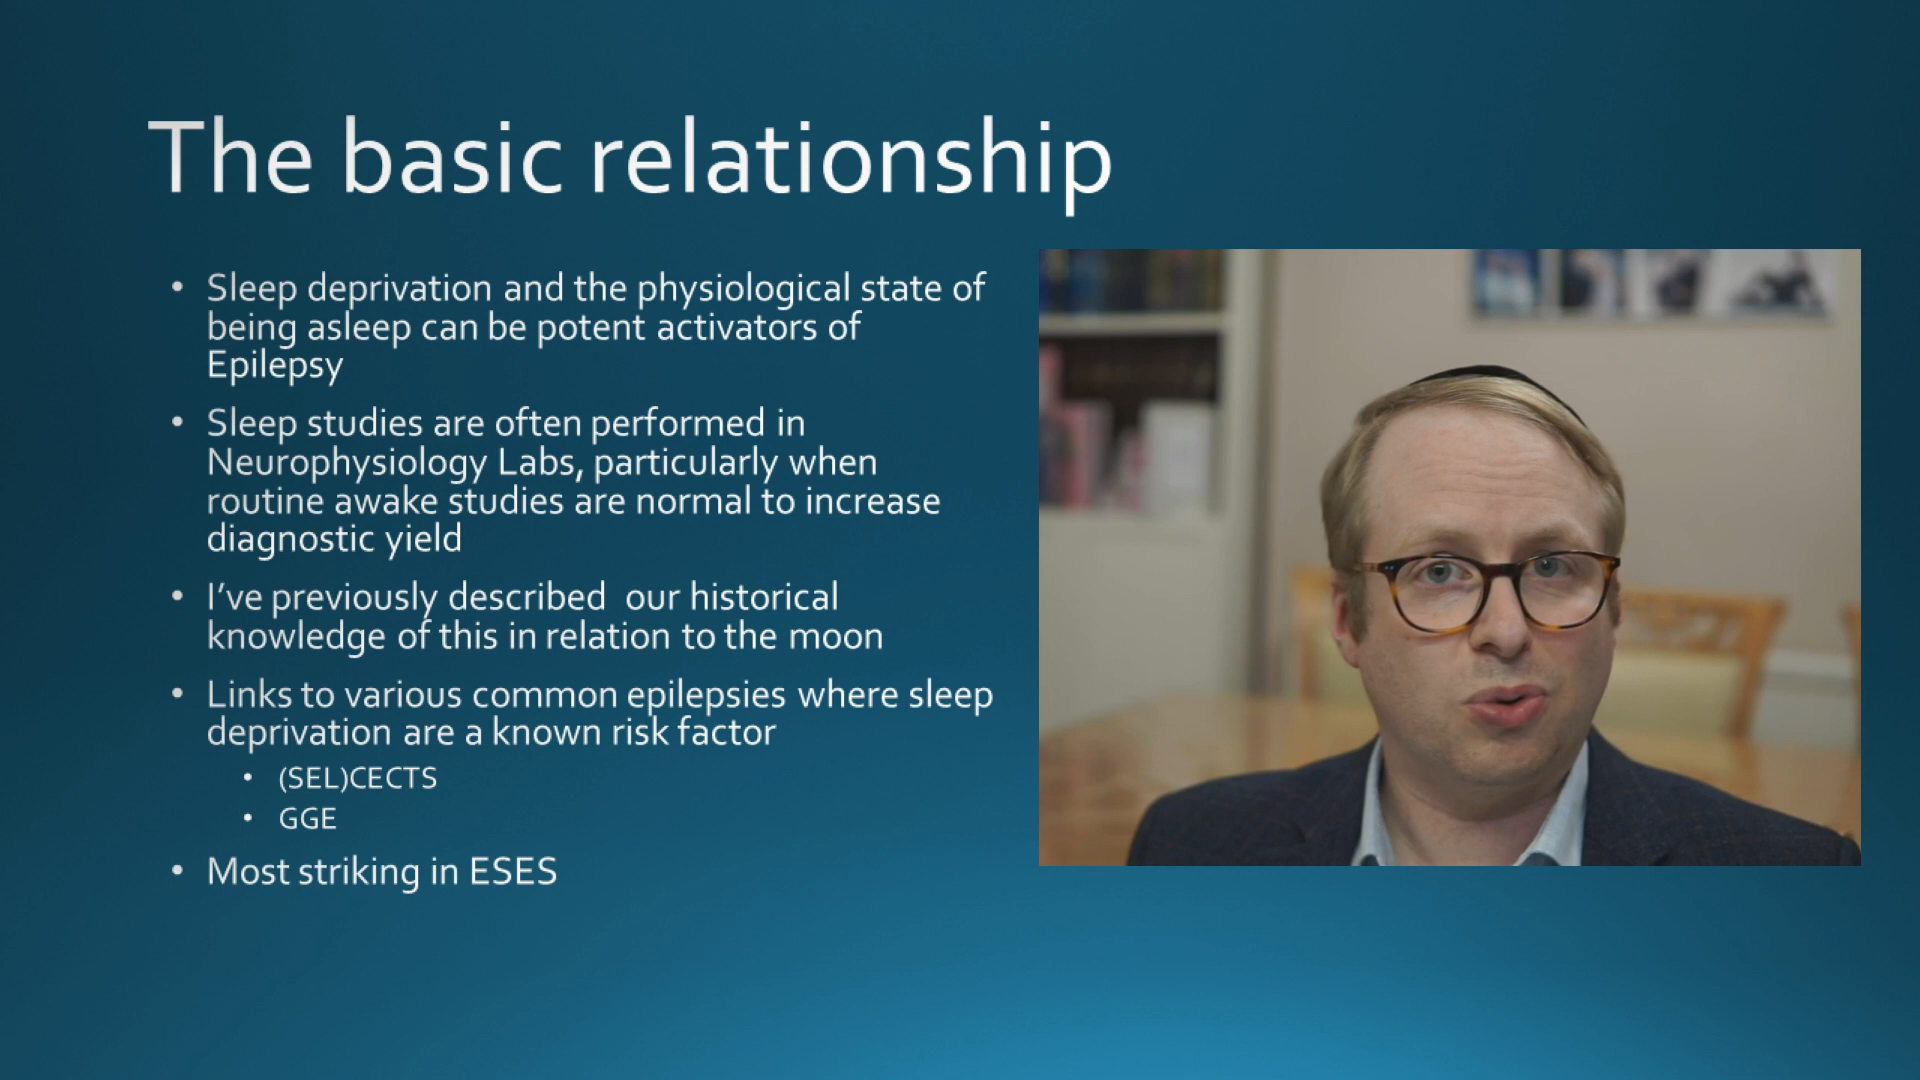 The basic relationship
• Sleep deprivation and the physiological state of
being asleep can be potent activators of
Epilepsy
• Sleep studies are often performed in
Neurophysiology Labs, particularly when
routine awake studies are normal to increase
diagnostic yield
• I’ve previously described  our historical
knowledge of this in relation to the moon
• Links to various common epilepsies where sleep
deprivation are a known risk factor
• (SEL)CECTS
• GGE
• Most striking in ESES